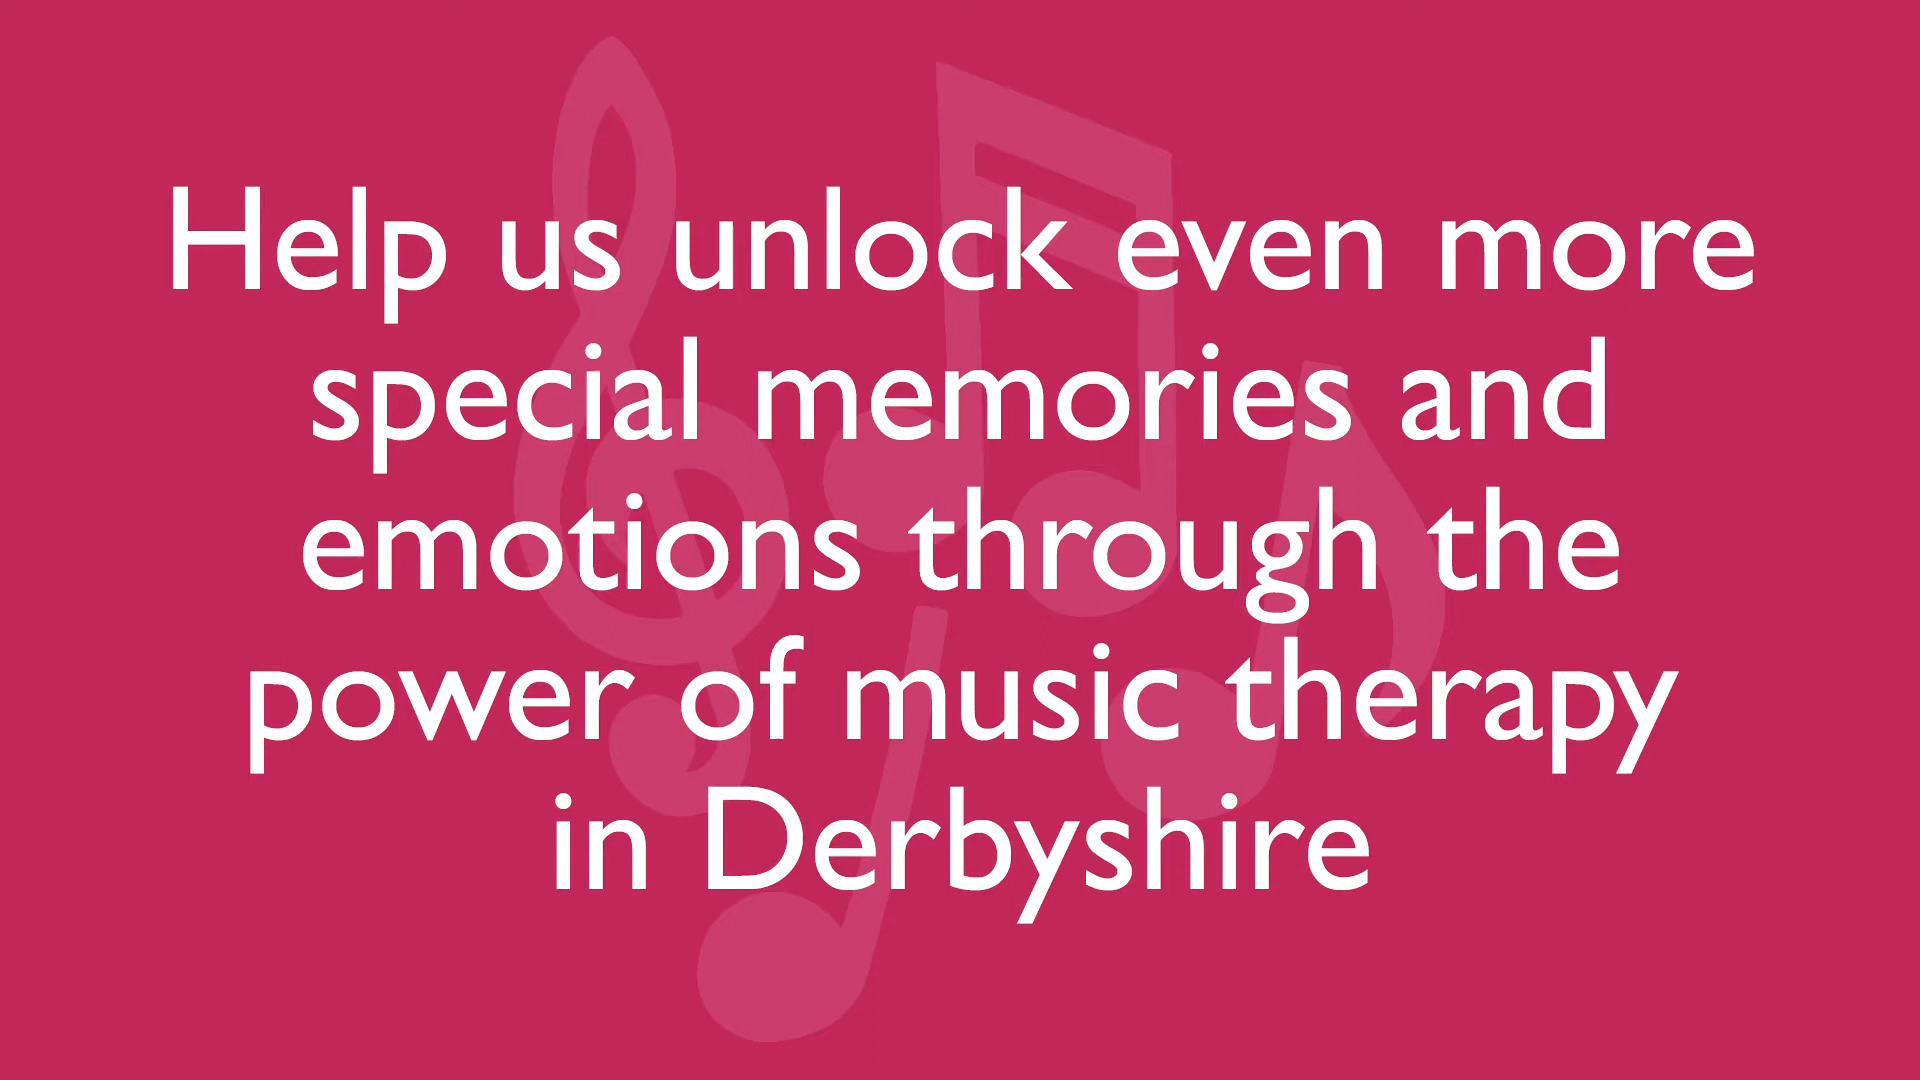 Help us unlock even more
special memories and
emotions through the
power of music therapy
in Derbyshire